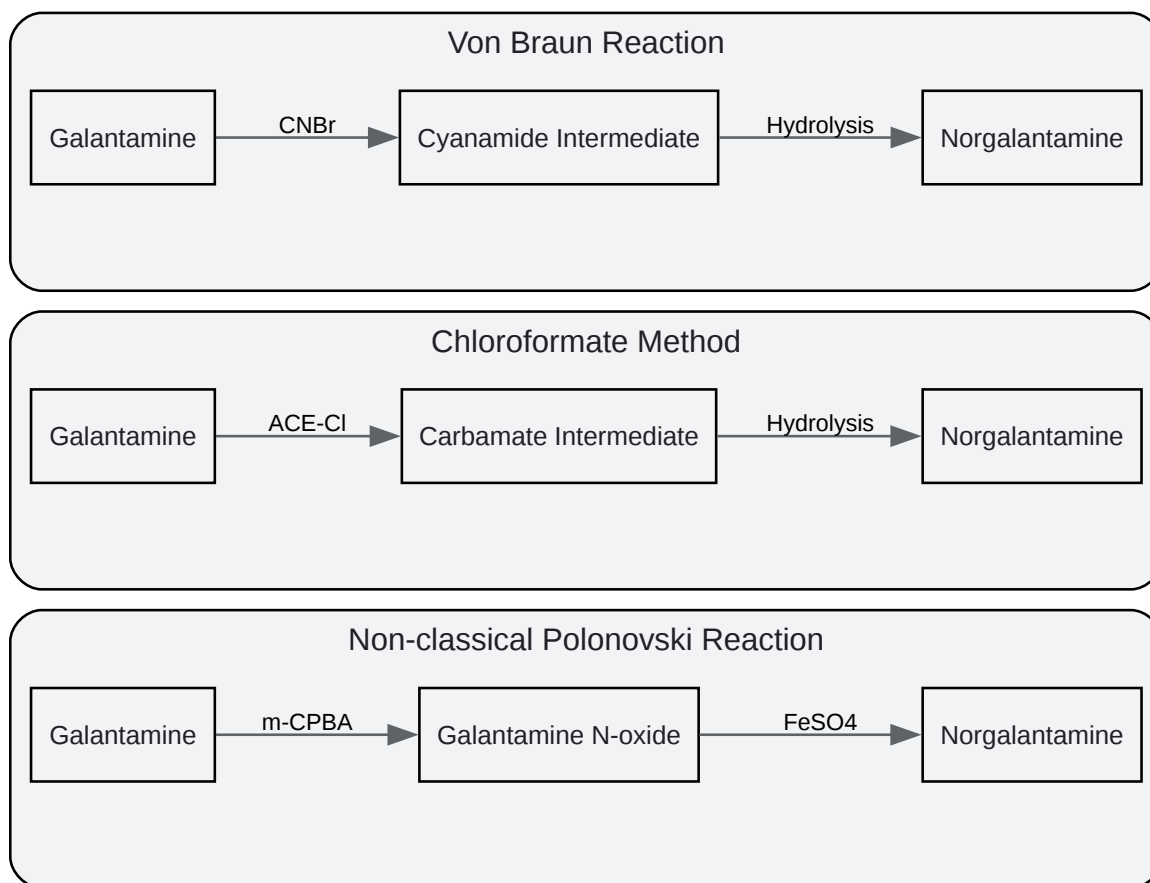 Von Braun Reaction
Galantamine
CNBr
Cyanamide Intermediate
Hydrolysis
Norgalantamine
Chloroformate Method
Galantamine
ACE-Cl
Carbamate Intermediate
Hydrolysis
Norgalantamine
Non-classical Polonovski Reaction
Galantamine
m-CPBA
Galantamine N-oxide
FeSO4
Norgalantamine